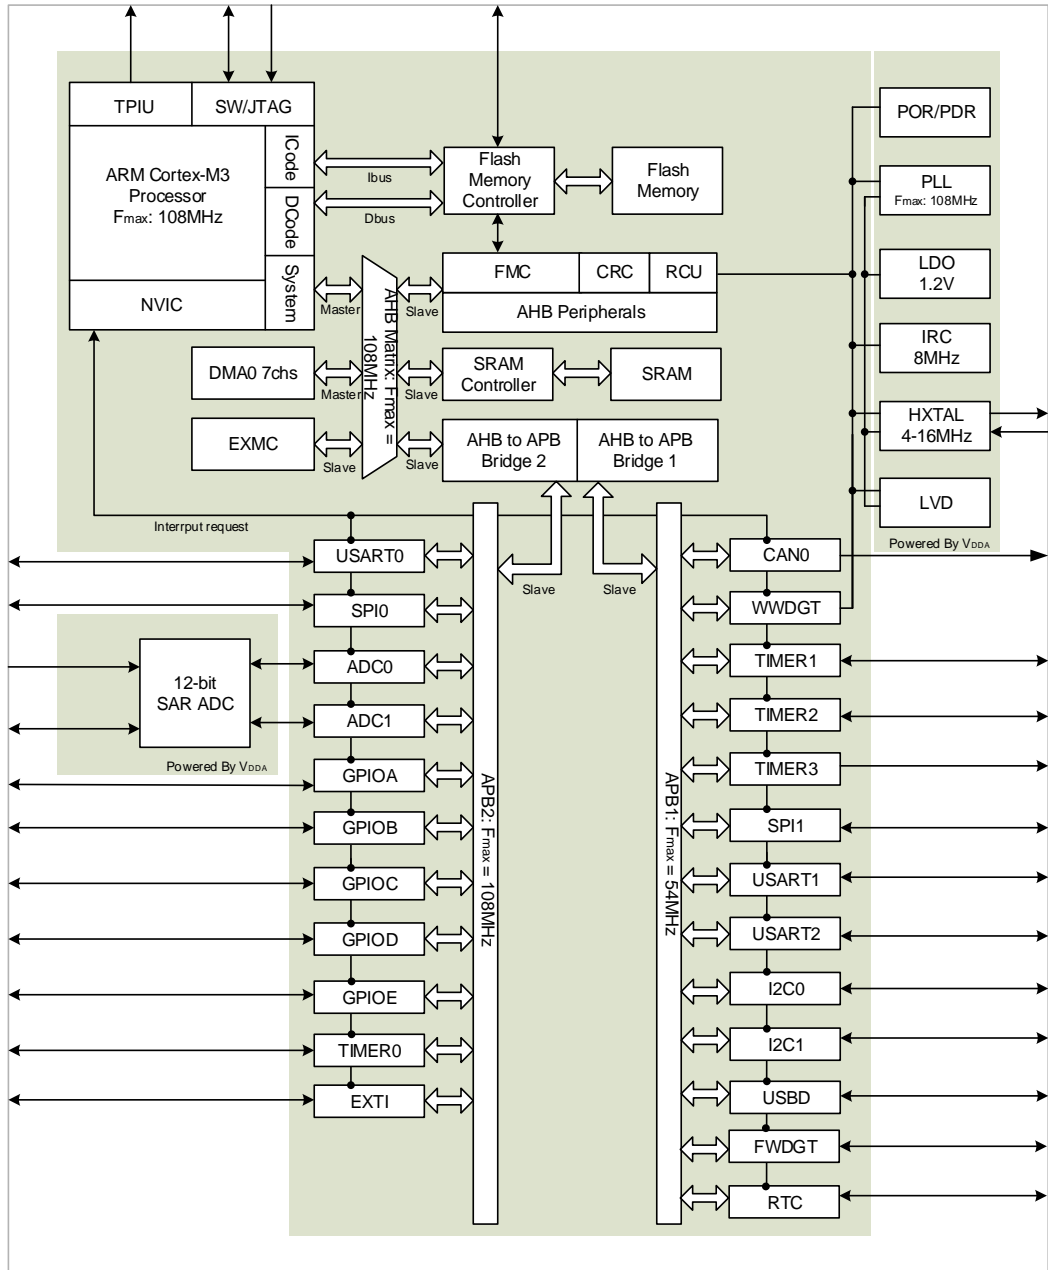 TPIU
SW/JTAG
POR/PDR
ARM Cortex-M3
Processor
Fmax: 108MHz
ICode
DCode
System
NVIC
Ibus
Dbus
Flash
Memory
Controller
Flash
Memory
PLL
Fmax: 108MHz
FMC
CRC
RCU
AHB Peripherals
LDO
1.2V
Master
Slave
AHB Matrix: Fmax =
108MHz
IRC
8MHz
DMA0 7chs
Master
Slave
SRAM
Controller
SRAM
HXTAL
4-16MHz
EXMC
Slave
Slave
AHB to APB
Bridge 2
AHB to APB
Bridge 1
LVD
Powered By VDDA
Interrput request
Slave
Slave
APB2: Fmax = 108MHz
APB1: Fmax = 54MHz
USART0
SPI0
ADC0
ADC1
GPIOA
GPIOB
GPIOC
GPIOD
GPIOE
TIMER0
EXTI
12-bit
SAR ADC
Powered By VDDA
CAN0
WWDGT
TIMER1
TIMER2
TIMER3
SPI1
USART1
USART2
I2C0
I2C1
USBD
FWDGT
RTC